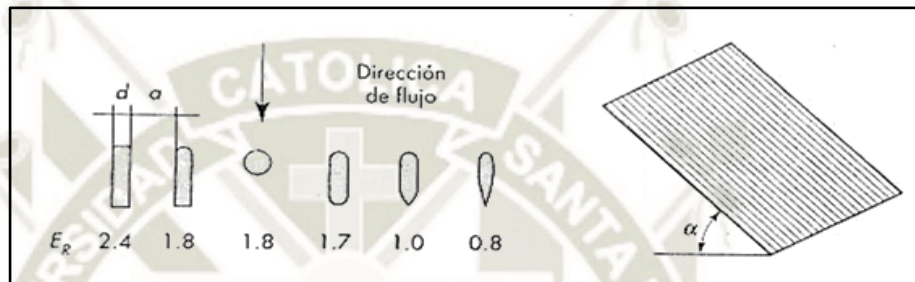 CATOLICA
SANTA
Dirección
de flujo
d a
α
E_R 2.4 1.8 1.8 1.7 1.0 0.8